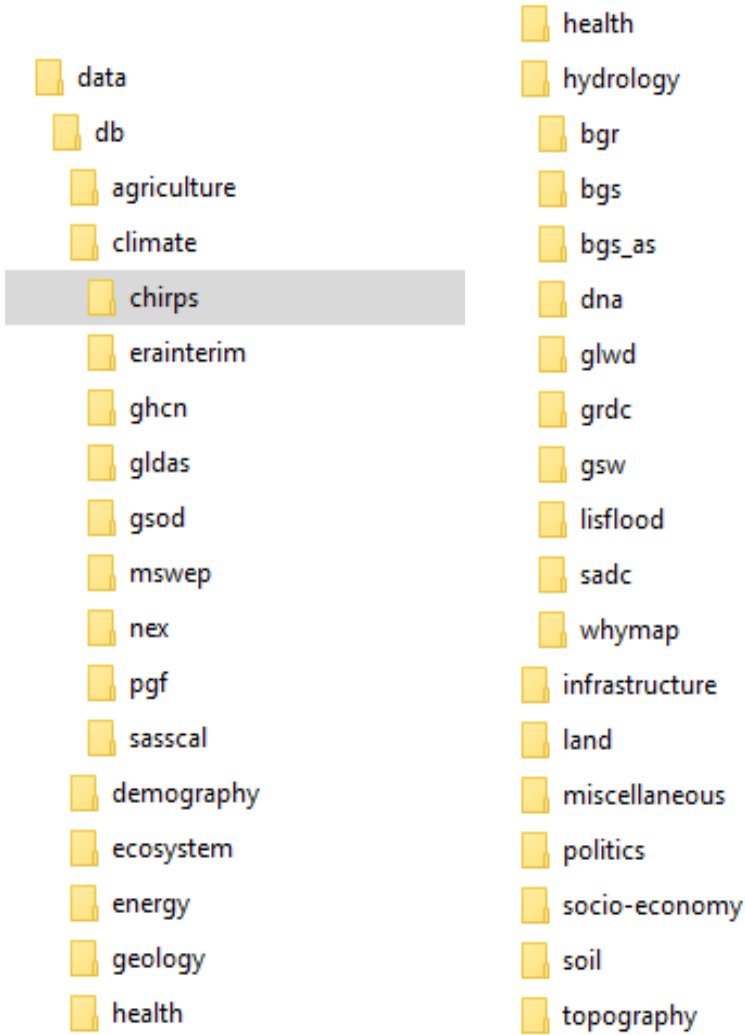 data
db
agriculture
climate
chirps
erainterim
ghcn
gldas
gsod
mswep
nex
pgf
sasscal
demography
ecosystem
energy
geology
health
health
hydrology
bgr
bgs
bgs_as
dna
glwd
grdc
gsw
lisflood
sadc
whymap
infrastructure
land
miscellaneous
politics
socio-economy
soil
topography